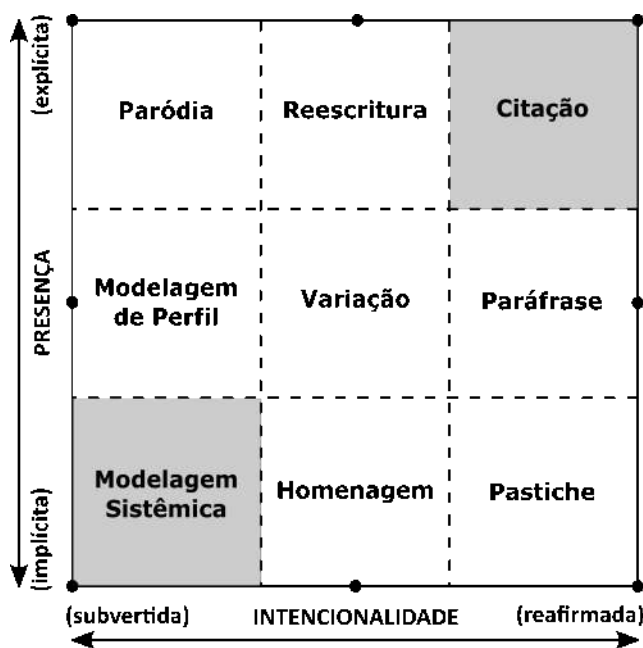 (explícita)
PRESENÇA
(implícita)
Paródia
Reescritura
Citação
Modelagem
de Perfil
Variação
Paráfrase
Modelagem
Sistêmica
Homenagem
Pastiche
(subvertida)
INTENCIONALIDADE
(reafirmada)